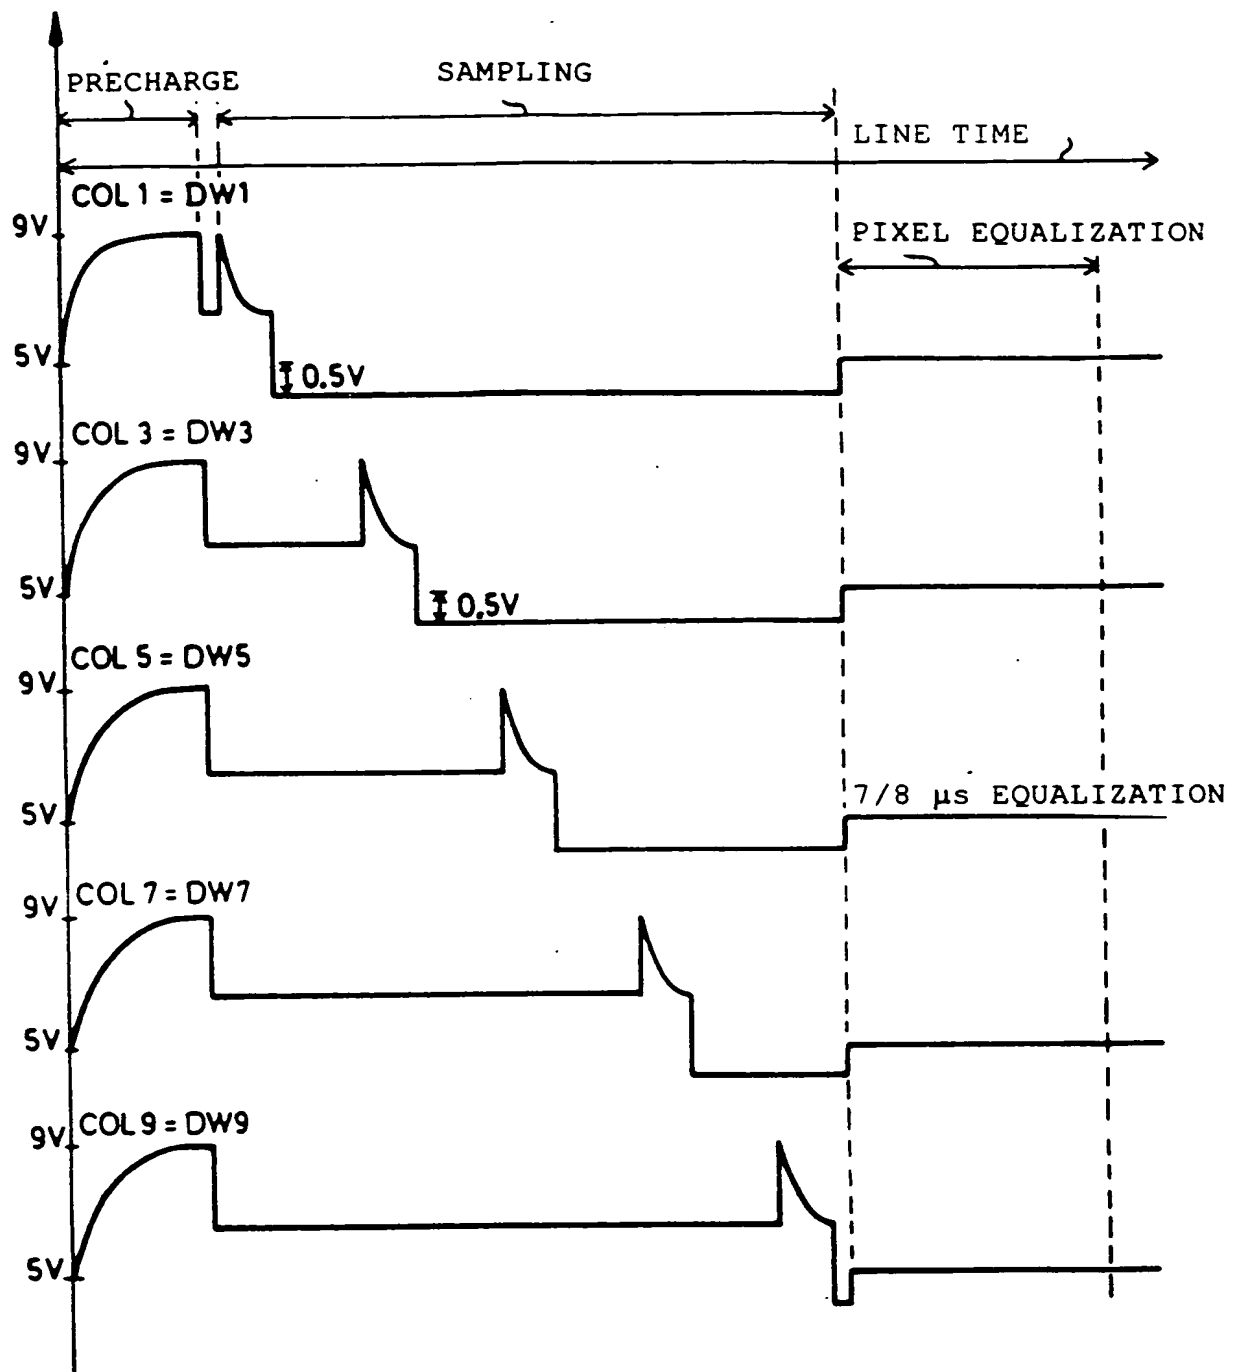 PRECHARGE
SAMPLING
LINE TIME
COL 1 = DW1
9V
PIXEL EQUALIZATION
5V
0.5V
COL 3 = DW3
9V
5V
0.5V
COL 5 = DW5
9V
7/8 µs EQUALIZATION
5V
COL 7 = DW7
9V
5V
COL 9 = DW9
9V
5V